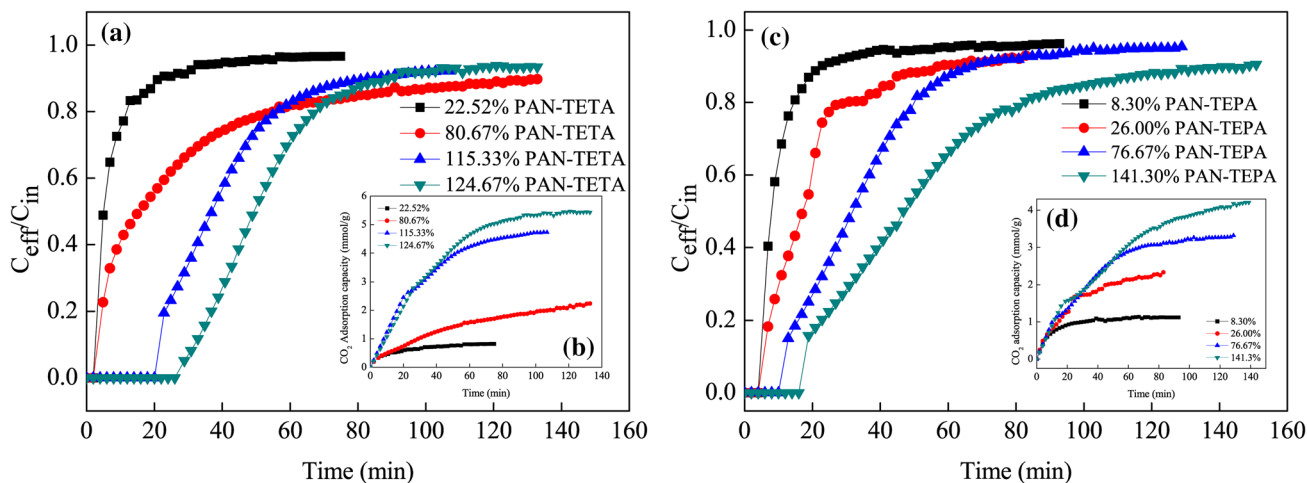 (a)
C_eff/C_in
1.0
0.8
0.6
0.4
0.2
0.0
22.52% PAN-TETA
80.67% PAN-TETA
115.33% PAN-TETA
124.67% PAN-TETA
0 20 40 60 80 100 120 140 160
Time (min)
(b)
CO2 Adsorption capacity (mmol/g)
6
5
4
3
2
1
0
22.52%
80.67%
115.33%
124.67%
0 20 40 60 80 100 120 140
Time (min)
(c)
C_eff/C_in
1.0
0.8
0.6
0.4
0.2
0.0
8.30% PAN-TEPA
26.00% PAN-TEPA
76.67% PAN-TEPA
141.30% PAN-TEPA
0 20 40 60 80 100 120 140 160
Time (min)
(d)
CO2 adsorption capacity (mmol/g)
4
3
2
1
0
8.30%
26.00%
76.67%
141.3%
0 20 40 60 80 100 120 140
Time (min)